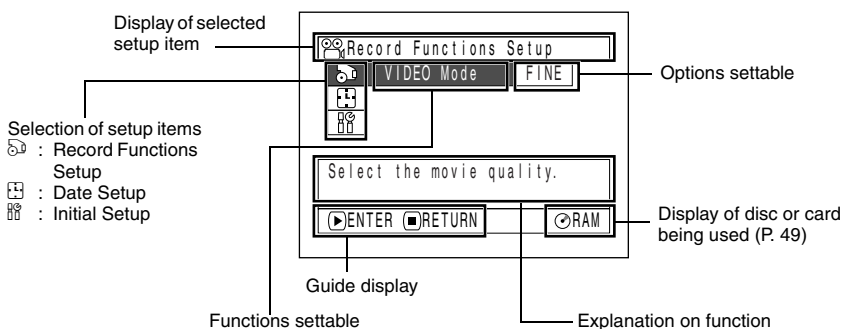 Display of selected
setup item
Record Functions Setup
VIDEO Mode FINE
Options settable
Selection of setup items
: Record Functions
Setup
: Date Setup
: Initial Setup
Select the movie quality.
ENTER RETURN RAM
Display of disc or card
being used (P. 49)
Guide display
Functions settable
Explanation on function